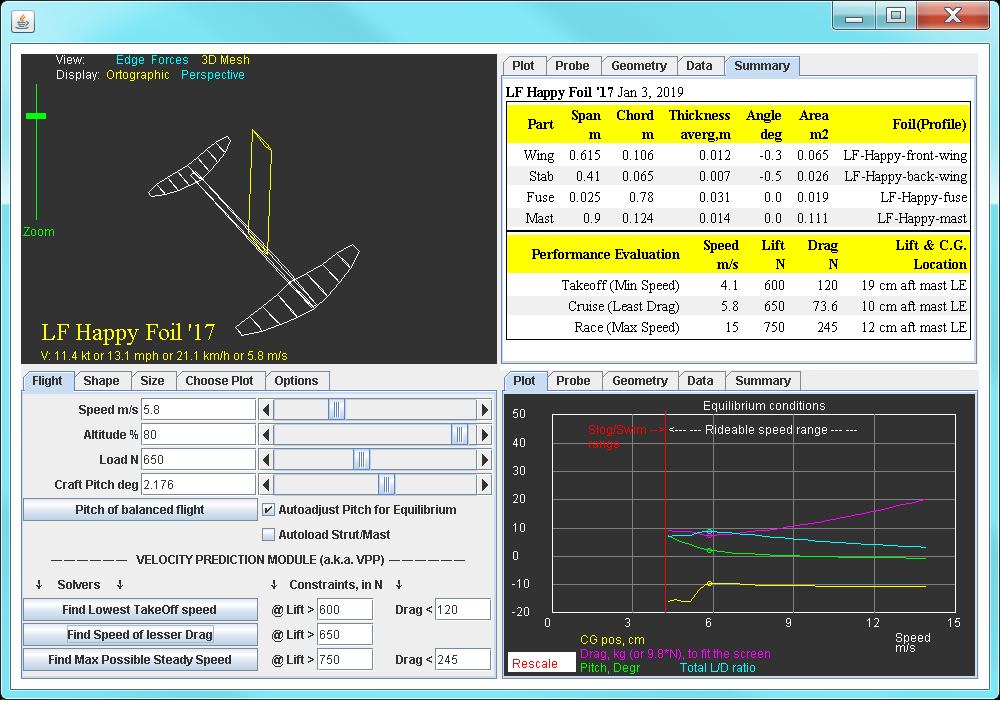 View: Edge Forces 3D Mesh
Display: Ortographic Perspective
Zoom
LF Happy Foil '17
V: 11.4 kt or 13.1 mph or 21.1 km/h or 5.8 m/s
Plot Probe Geometry Data Summary
LF Happy Foil '17 Jan 3, 2019
Part Span m Chord m Thickness averg,m Angle deg Area m2 Foil(Profile)
Wing 0.615 0.106 0.012 -0.3 0.065 LF-Happy-front-wing
Stab 0.41 0.065 0.007 -0.5 0.026 LF-Happy-back-wing
Fuse 0.025 0.78 0.031 0.0 0.019 LF-Happy-fuse
Mast 0.9 0.124 0.014 0.0 0.111 LF-Happy-mast
Performance Evaluation Speed m/s Lift N Drag N Lift & C.G. Location
Takeoff (Min Speed) 4.1 600 120 19 cm aft mast LE
Cruise (Least Drag) 5.8 650 73.6 10 cm aft mast LE
Race (Max Speed) 15 750 245 12 cm aft mast LE
Flight Shape Size Choose Plot Options
Speed m/s 5.8
Altitude % 80
Load N 650
Craft Pitch deg 2.176
Pitch of balanced flight Autoadjust Pitch for Equilibrium
Autoload Strut/Mast
— — — — — — VELOCITY PREDICTION MODULE (a.k.a. VPP) — — — — — —
↓ Solvers ↓ ↓ Constraints, in N ↓
Find Lowest TakeOff speed @ Lift > 600 Drag < 120
Find Speed of lesser Drag @ Lift > 650
Find Max Possible Steady Speed @ Lift > 750 Drag < 245
Plot Probe Geometry Data Summary
Equilibrium conditions
Slog/Swim --> <--- --- Rideable speed range --- ---
range
50
40
30
20
10
0
-10
-20
0 3 6 9 12 15
Speed
m/s
CG pos, cm
Drag, kg (or 9.8*N), to fit the screen
Pitch, Degr Total L/D ratio
Rescale